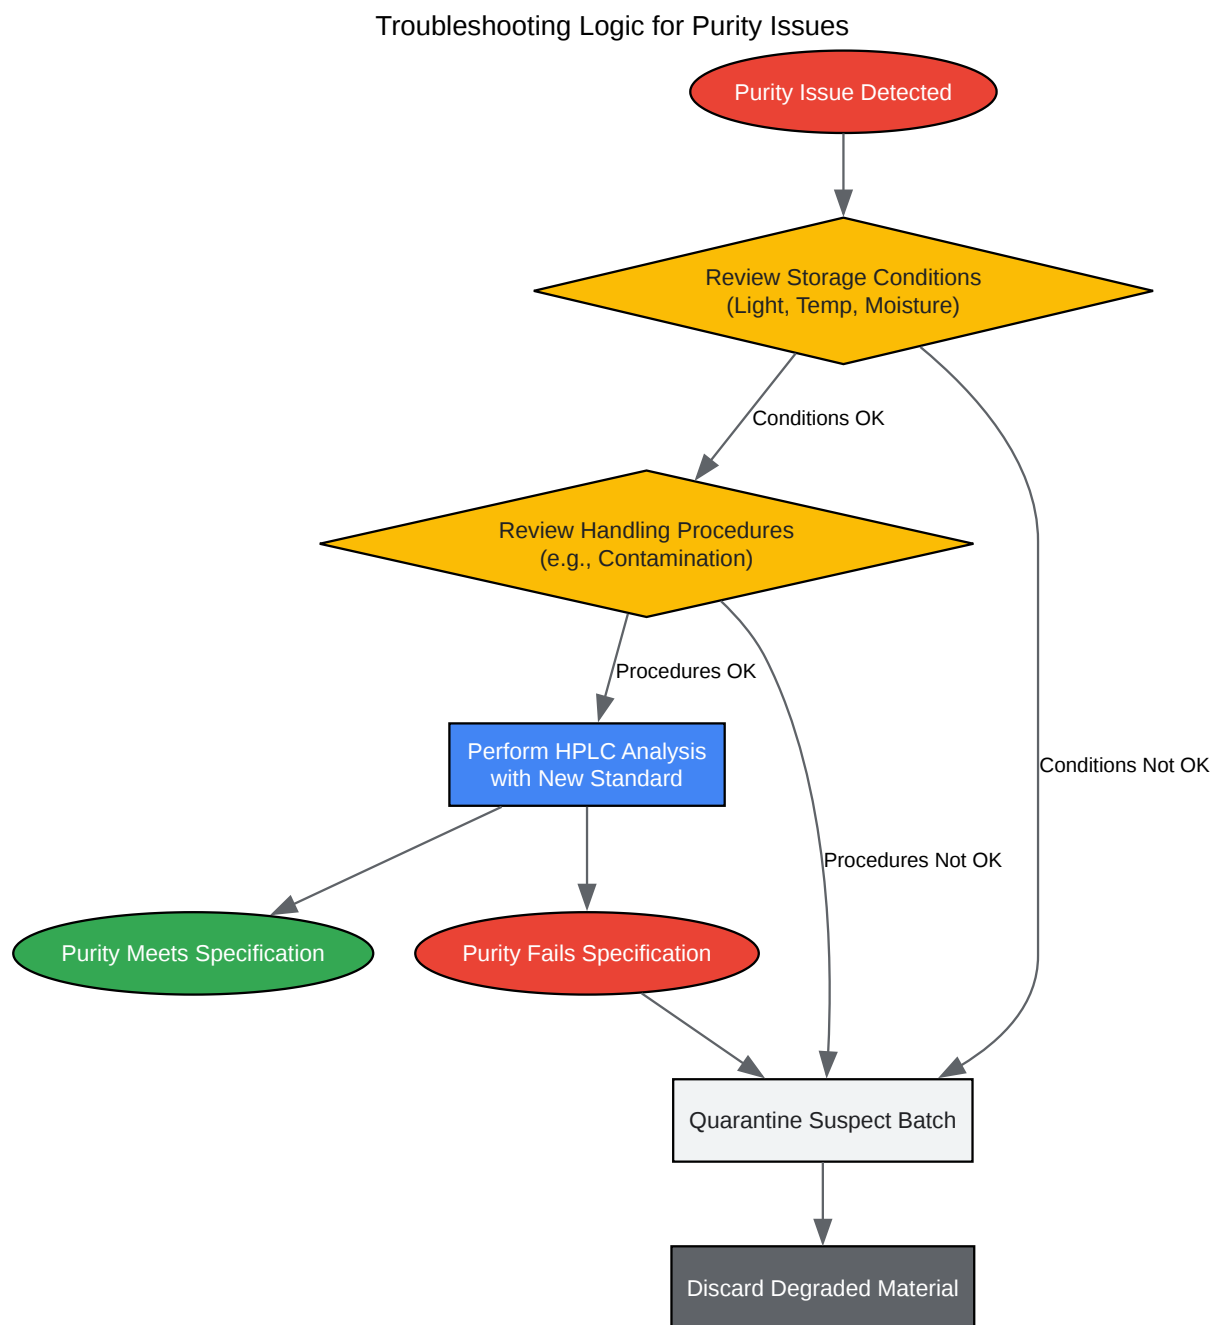 Troubleshooting Logic for Purity Issues
Purity Issue Detected
Review Storage Conditions
(Light, Temp, Moisture)
Conditions OK
Review Handling Procedures
(e.g., Contamination)
Procedures OK
Perform HPLC Analysis
with New Standard
Conditions Not OK
Procedures Not OK
Purity Meets Specification
Purity Fails Specification
Quarantine Suspect Batch
Discard Degraded Material